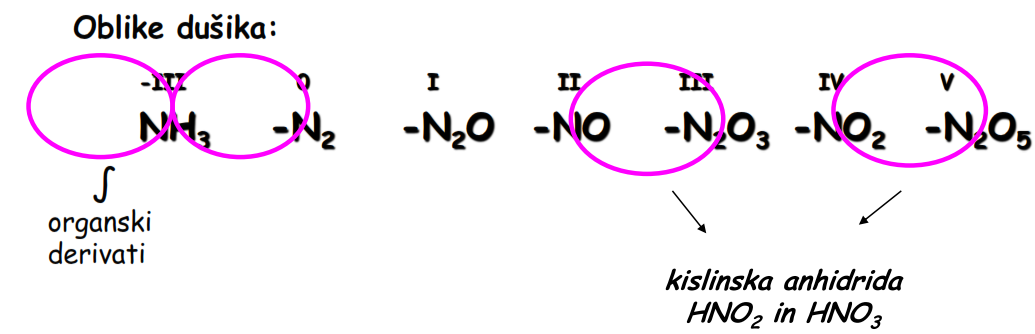 Oblike dušika:
-III 0 I II III IV V
NH₃ -N₂ -N₂O -NO -N₂O₃ -NO₂ -N₂O₅
∫
organski
derivati
kislinska anhidrida
HNO₂ in HNO₃